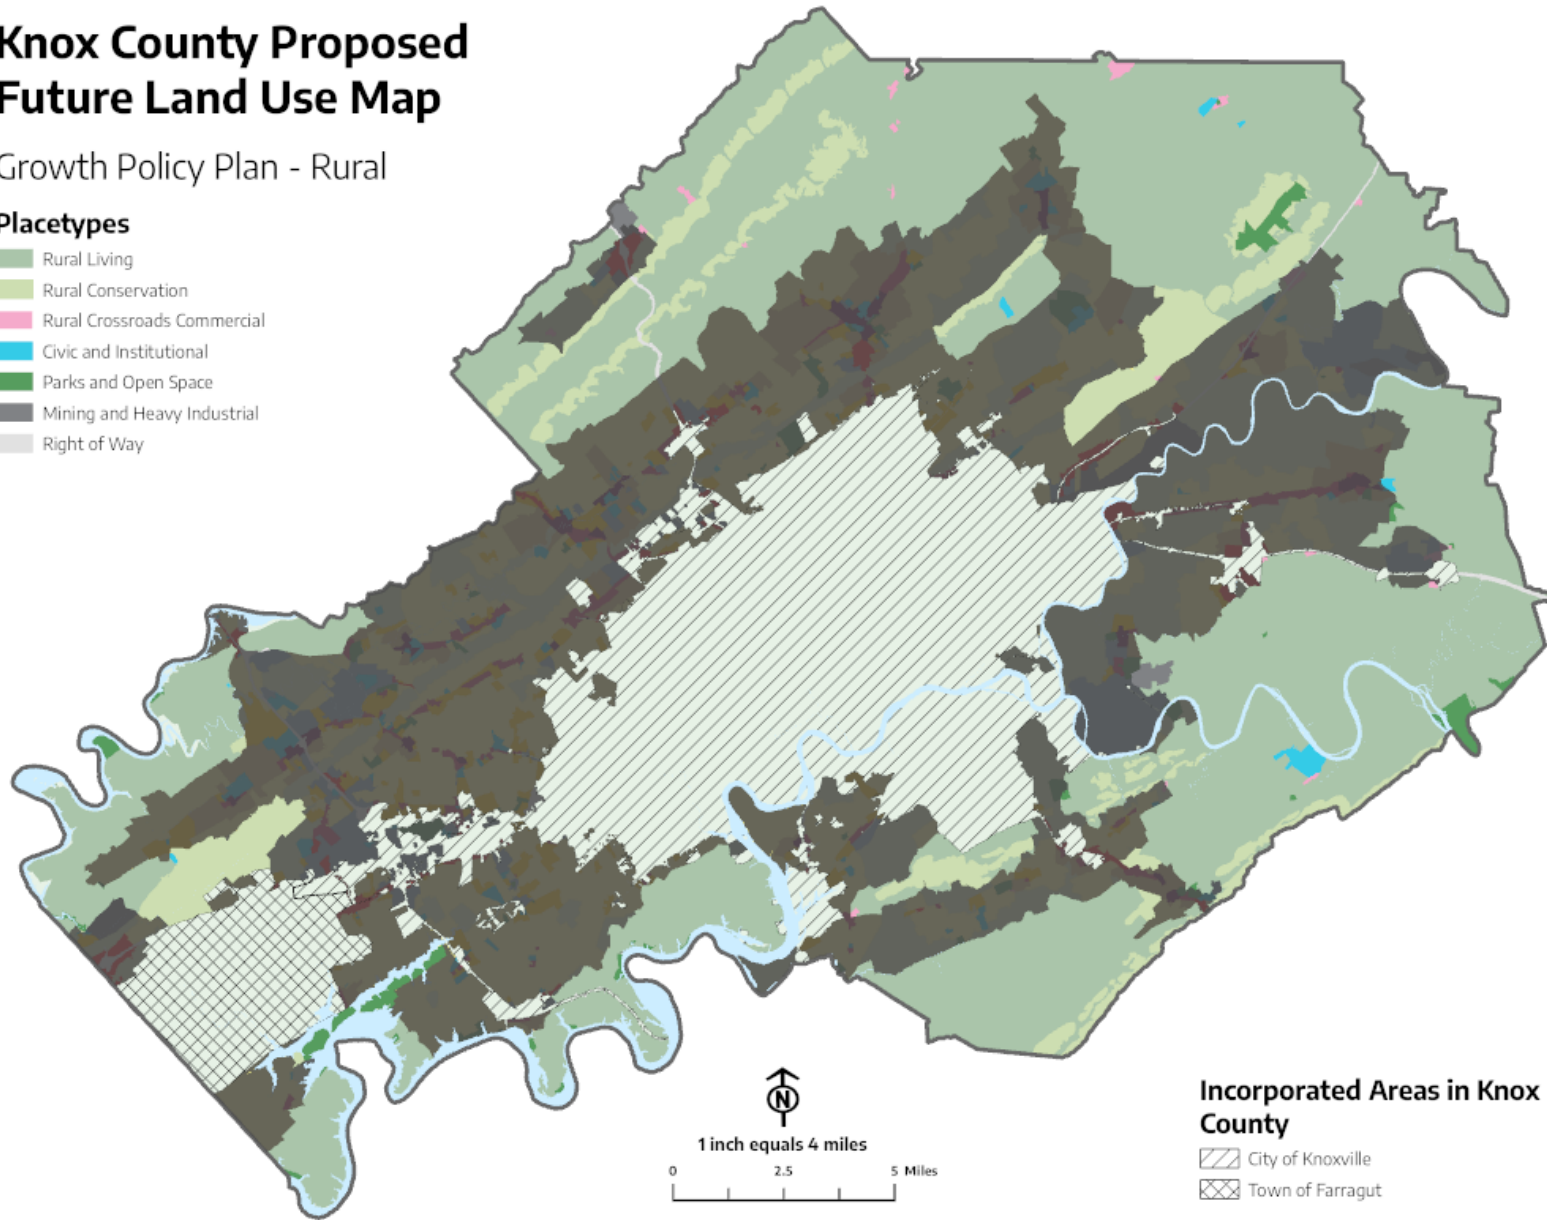 Knox County Proposed
Future Land Use Map
Growth Policy Plan - Rural
Placetypes
Rural Living
Rural Conservation
Rural Crossroads Commercial
Civic and Institutional
Parks and Open Space
Mining and Heavy Industrial
Right of Way
N
1 inch equals 4 miles
0 2.5 5 Miles
Incorporated Areas in Knox
County
City of Knoxville
Town of Farragut